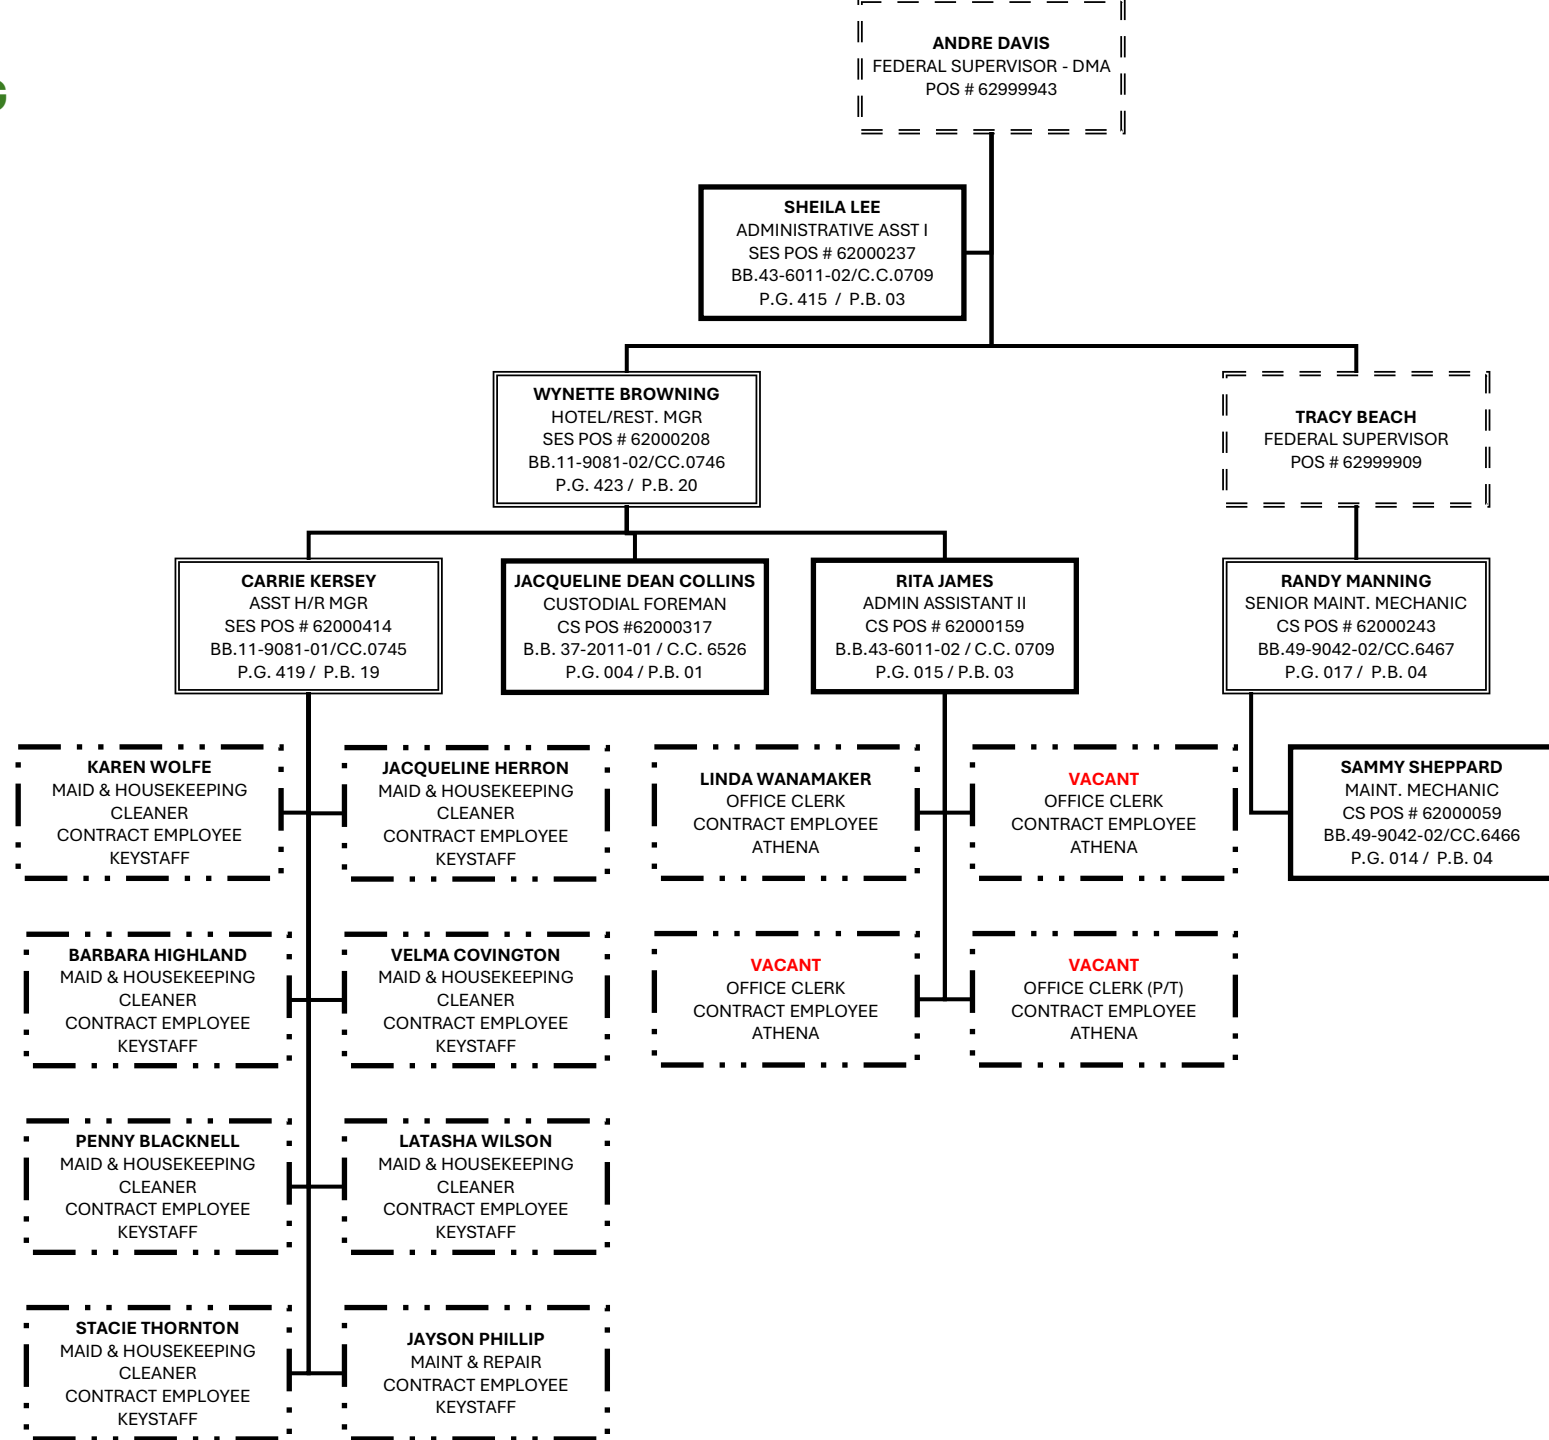 ANDRE DAVIS
FEDERAL SUPERVISOR - DMA
POS # 62999943
SHEILA LEE
ADMINISTRATIVE ASST I
SES POS # 62000237
BB.43-6011-02/C.C.0709
P.G. 415 / P.B. 03
WYNETTE BROWNING
HOTEL/REST. MGR
SES POS # 62000208
BB.11-9081-02/CC.0746
P.G. 423 / P.B. 20
TRACY BEACH
FEDERAL SUPERVISOR
POS # 62999909
CARRIE KERSEY
ASST H/R MGR
SES POS # 62000414
BB.11-9081-01/CC.0745
P.G. 419 / P.B. 19
JACQUELINE DEAN COLLINS
CUSTODIAL FOREMAN
CS POS #62000317
B.B. 37-2011-01 / C.C. 6526
P.G. 004 / P.B. 01
RITA JAMES
ADMIN ASSISTANT II
CS POS # 62000159
B.B.43-6011-02 / C.C. 0709
P.G. 015 / P.B. 03
RANDY MANNING
SENIOR MAINT. MECHANIC
CS POS # 62000243
BB.49-9042-02/CC.6467
P.G. 017 / P.B. 04
KAREN WOLFE
MAID & HOUSEKEEPING
CLEANER
CONTRACT EMPLOYEE
KEYSTAFF
JACQUELINE HERRON
MAID & HOUSEKEEPING
CLEANER
CONTRACT EMPLOYEE
KEYSTAFF
LINDA WANAMAKER
OFFICE CLERK
CONTRACT EMPLOYEE
ATHENA
VACANT
OFFICE CLERK
CONTRACT EMPLOYEE
ATHENA
SAMMY SHEPPARD
MAINT. MECHANIC
CS POS # 62000059
BB.49-9042-02/CC.6466
P.G. 014 / P.B. 04
BARBARA HIGHLAND
MAID & HOUSEKEEPING
CLEANER
CONTRACT EMPLOYEE
KEYSTAFF
VELMA COVINGTON
MAID & HOUSEKEEPING
CLEANER
CONTRACT EMPLOYEE
KEYSTAFF
VACANT
OFFICE CLERK
CONTRACT EMPLOYEE
ATHENA
VACANT
OFFICE CLERK (P/T)
CONTRACT EMPLOYEE
ATHENA
PENNY BLACKNELL
MAID & HOUSEKEEPING
CLEANER
CONTRACT EMPLOYEE
KEYSTAFF
LATASHA WILSON
MAID & HOUSEKEEPING
CLEANER
CONTRACT EMPLOYEE
KEYSTAFF
STACIE THORNTON
MAID & HOUSEKEEPING
CLEANER
CONTRACT EMPLOYEE
KEYSTAFF
JAYSON PHILLIP
MAINT & REPAIR
CONTRACT EMPLOYEE
KEYSTAFF